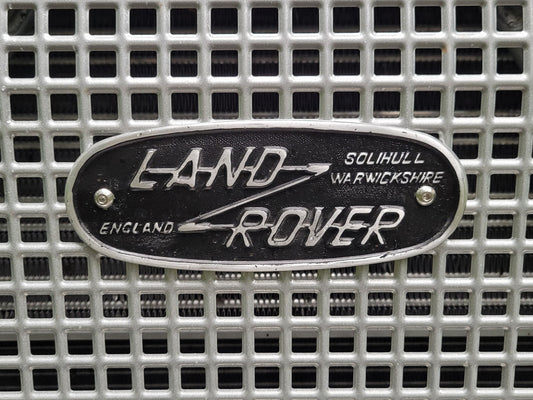 LAND
SOLIHULL
WARWICKSHIRE
ENGLAND
ROVER